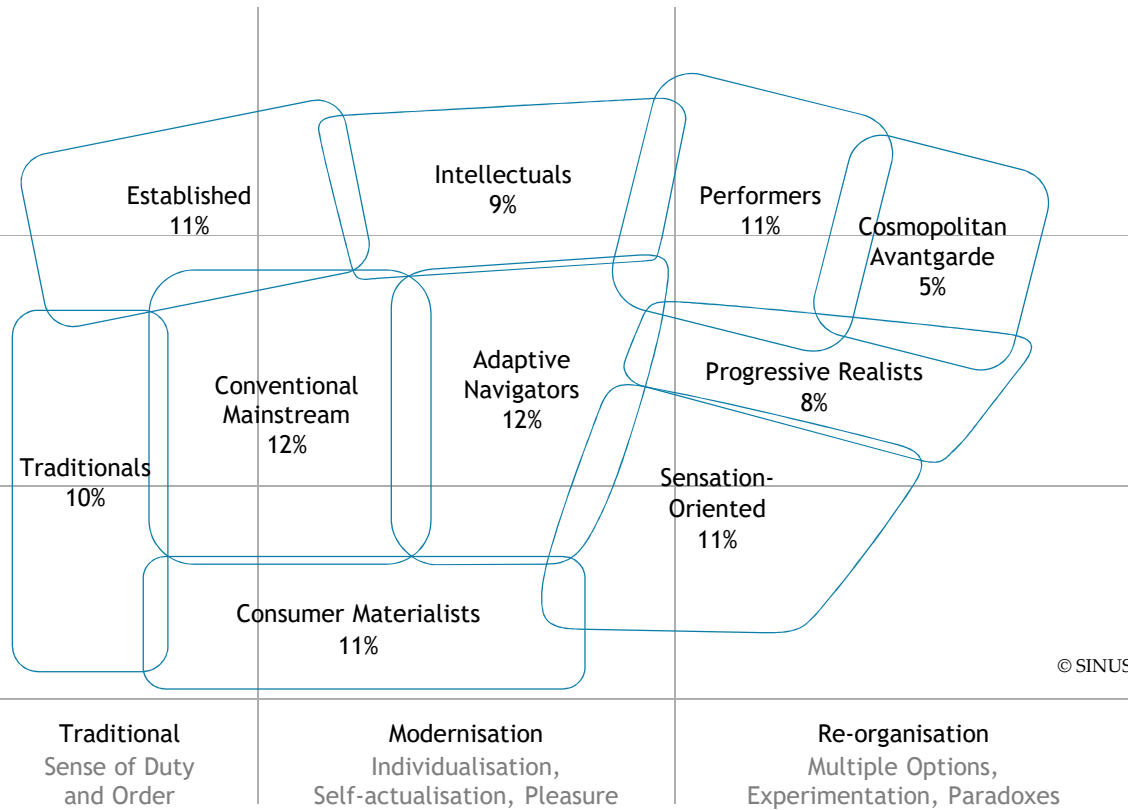 Established
11%
Intellectuals
9%
Performers
11%
Cosmopolitan
Avantgarde
5%
Traditionals
10%
Conventional
Mainstream
12%
Adaptive
Navigators
12%
Progressive Realists
8%
Sensation-
Oriented
11%
Consumer Materialists
11%
© SINUS
Traditional
Sense of Duty
and Order
Modernisation
Individualisation,
Self-actualisation, Pleasure
Re-organisation
Multiple Options,
Experimentation, Paradoxes